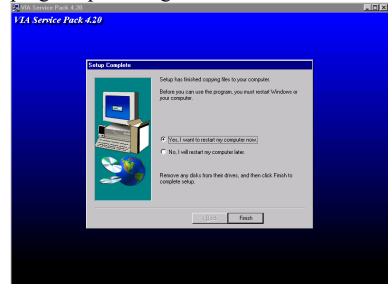 VIA Service Pack 4.20
VIA Service Pack 4.20
Setup Complete
Setup has finished copying files to your computer.
Before you can use the program, you must restart Windows or
your computer.
Yes, I want to restart my computer now.
No, I will restart my computer later.
Remove any disks from their drives, and then click Finish to
complete setup.
< Back
Finish